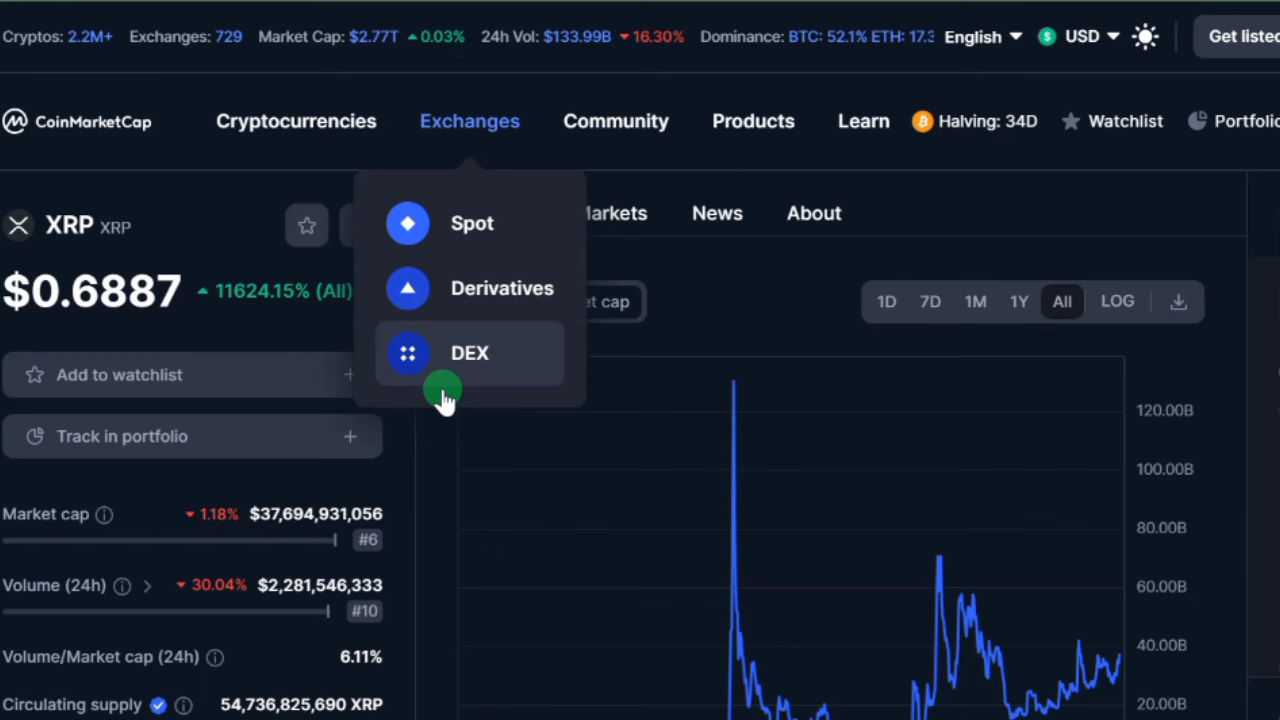 Cryptos: 2.2M+ Exchanges: 729 Market Cap: $2.77T 0.03% 24h Vol: $133.99B 16.30% Dominance: BTC: 52.1% ETH: 17.3 English USD Get listed
CoinMarketCap Cryptocurrencies Exchanges Community Products Learn Halving: 34D Watchlist Portfolio
XRP XRP
Spot
Markets News About
$0.6887 11624.15% (All)
Derivatives
et cap
1D 7D 1M 1Y All LOG
DEX
Add to watchlist +
Track in portfolio +
Market cap 1.18% $37,694,931,056
#6
Volume (24h) 30.04% $2,281,546,333
#10
Volume/Market cap (24h) 6.11%
Circulating supply 54,736,825,690 XRP
120.00B
100.00B
80.00B
60.00B
40.00B
20.00B